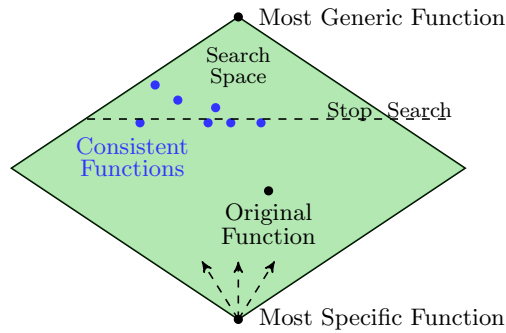 Most Generic Function
Search
Space
Stop Search
Consistent
Functions
Original
Function
Most Specific Function